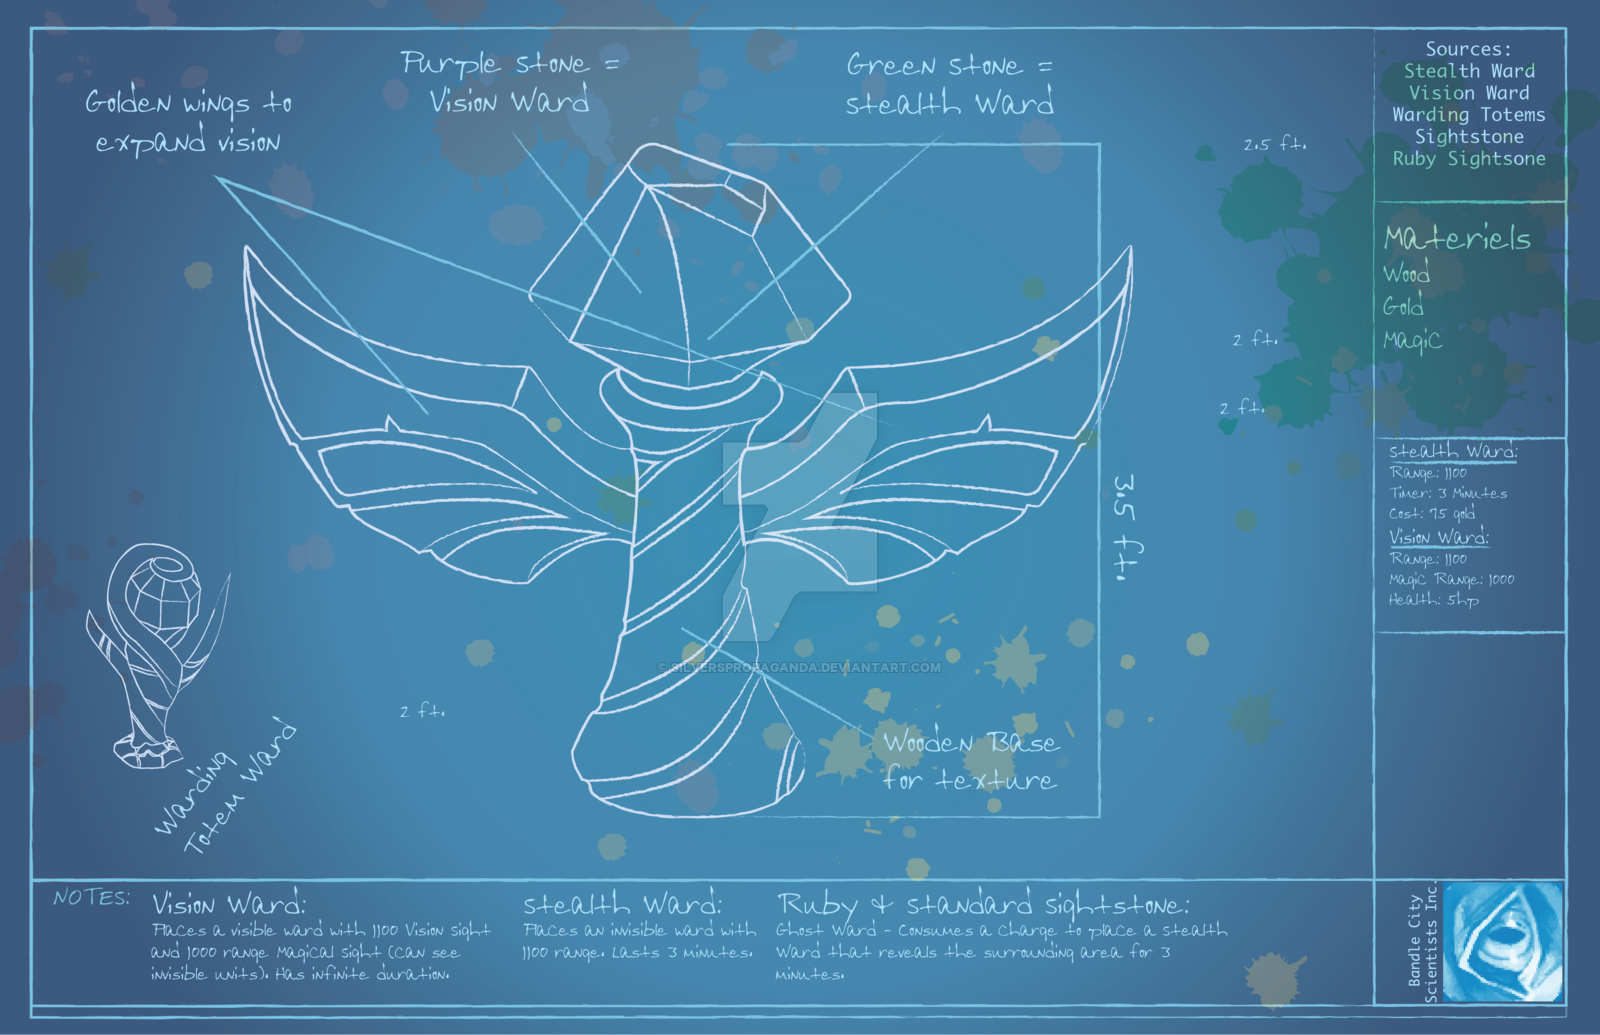 Golden wings to
expand vision
Purple stone =
Vision Ward
Green stone =
stealth Ward
2.5 ft.
2 ft.
2 ft.
3.5 ft.
2 ft.
Wooden Base
for texture
Warding
Totem Ward
© SILVERSPROPAGANDA.DEVIANTART.COM
Sources:
Stealth Ward
Vision Ward
Warding Totems
Sightstone
Ruby Sightsone
Materiels
Wood
Gold
Magic
stealth Ward:
Range: 1100
Timer: 3 Minutes
Cost: 75 gold
Vision Ward:
Range: 1100
Magic Range: 1000
Health: 5hp
NOTES:
Vision Ward:
Places a visible ward with 1100 Vision sight
and 1000 range Magical sight (can see
invisible units). Has infinite duration.
stealth Ward:
Places an invisible ward with
1100 range. Lasts 3 minutes.
Ruby & standard sightstone:
Ghost Ward - Consumes a charge to place a stealth
Ward that reveals the surrounding area for 3
minutes.
Bandle City
Scientists Inc.